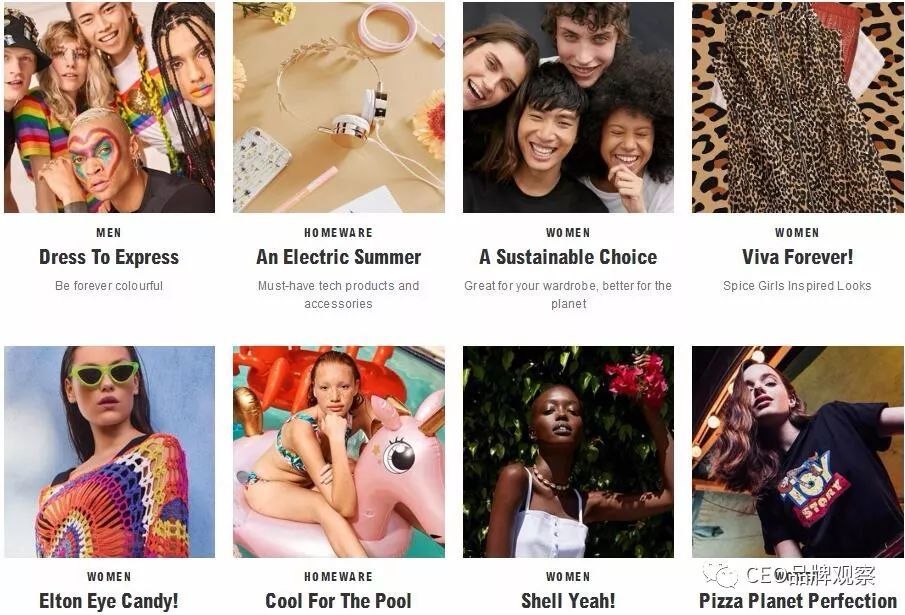 MEN
HOMEWARE
WOMEN
WOMEN
Dress To Express
An Electric Summer
A Sustainable Choice
Viva Forever!
Be forever colourful
Must-have tech products and
accessories
Great for your wardrobe, better for the
planet
Spice Girls Inspired Looks
STORY
WOMEN
HOMEWARE
WOMEN
CEO品牌观察
Elton Eye Candy!
Cool For The Pool
Shell Yeah!
Pizza Planet Perfection